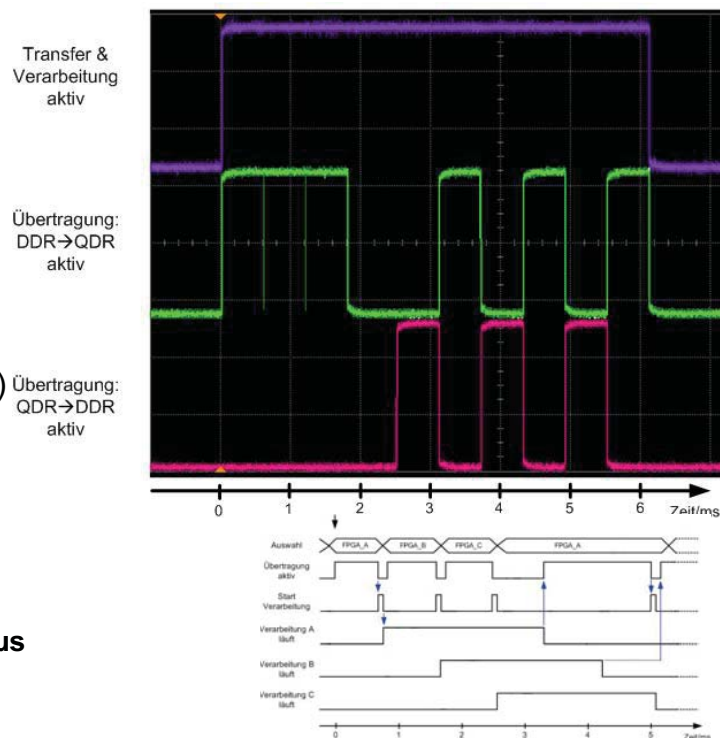 Transfer &
Verarbeitung
aktiv
Übertragung:
DDR→QDR
aktiv
)
Übertragung:
QDR→DDR
aktiv
0 1 2 3 4 5 6 Zeit/ms
Auswahl FPGA_A FPGA_B FPGA_C FPGA_A
Übertragung
aktiv
Start
Verarbeitung
Verarbeitung A
läuft
us
Verarbeitung B
läuft
Verarbeitung C
läuft
0 1 2 3 4 5 Zeit/ms